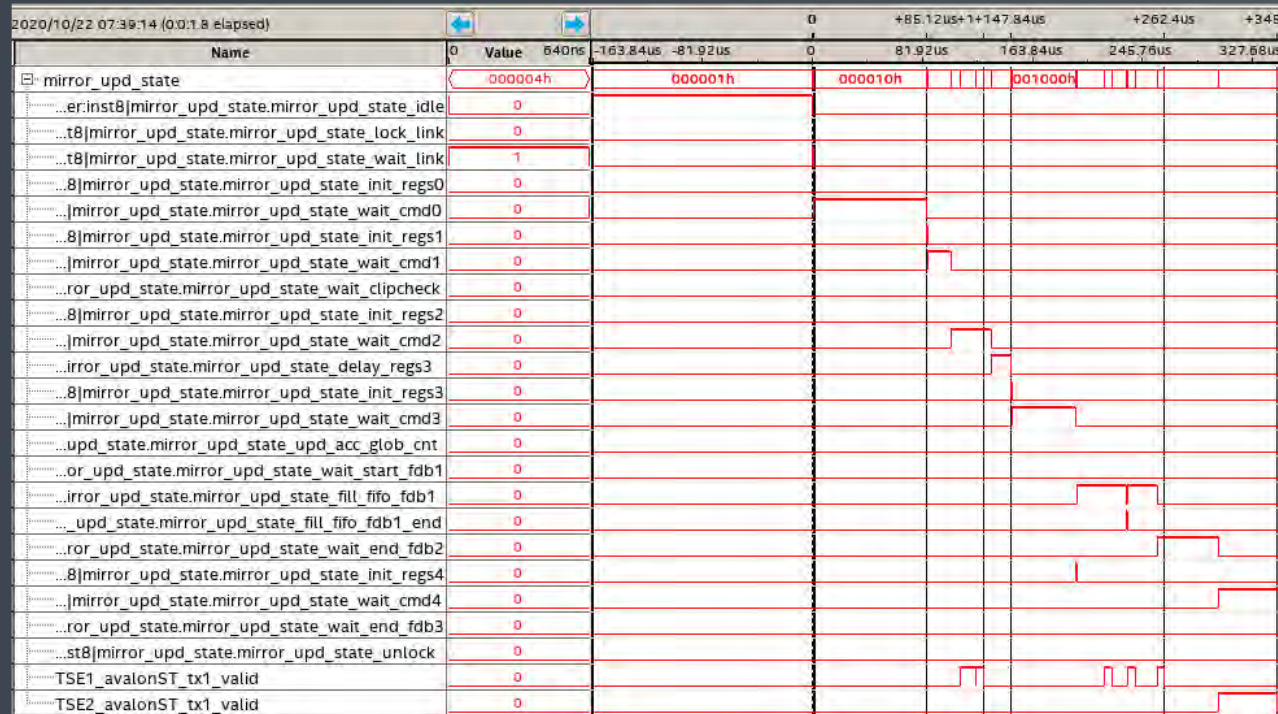 2020/10/22 07:39:14 (0:0:1.8 elapsed) 0 +85.12us+1+147.84us +262.4us +345
Name 0 Value 640ns -163.84us -81.92us 0 81.92us 163.84us 245.76us 327.68us
mirror_upd_state 000004h 000001h 000010h 001000h
...er:inst8|mirror_upd_state.mirror_upd_state_idle 0
...t8|mirror_upd_state.mirror_upd_state_lock_link 0
...t8|mirror_upd_state.mirror_upd_state_wait_link 1
...8|mirror_upd_state.mirror_upd_state_init_regs0 0
...|mirror_upd_state.mirror_upd_state_wait_cmd0 0
...8|mirror_upd_state.mirror_upd_state_init_regs1 0
...|mirror_upd_state.mirror_upd_state_wait_cmd1 0
...ror_upd_state.mirror_upd_state_wait_clipcheck 0
...8|mirror_upd_state.mirror_upd_state_init_regs2 0
...|mirror_upd_state.mirror_upd_state_wait_cmd2 0
...irror_upd_state.mirror_upd_state_delay_regs3 0
...8|mirror_upd_state.mirror_upd_state_init_regs3 0
...|mirror_upd_state.mirror_upd_state_wait_cmd3 0
...upd_state.mirror_upd_state_upd_acc_glob_cnt 0
...or_upd_state.mirror_upd_state_wait_start_fdb1 0
...irror_upd_state.mirror_upd_state_fill_fifo_fdb1 0
..._upd_state.mirror_upd_state_fill_fifo_fdb1_end 0
...ror_upd_state.mirror_upd_state_wait_end_fdb2 0
...8|mirror_upd_state.mirror_upd_state_init_regs4 0
...|mirror_upd_state.mirror_upd_state_wait_cmd4 0
...ror_upd_state.mirror_upd_state_wait_end_fdb3 0
...st8|mirror_upd_state.mirror_upd_state_unlock 0
TSE1_avalonST_tx1_valid 0
TSE2_avalonST_tx1_valid 0